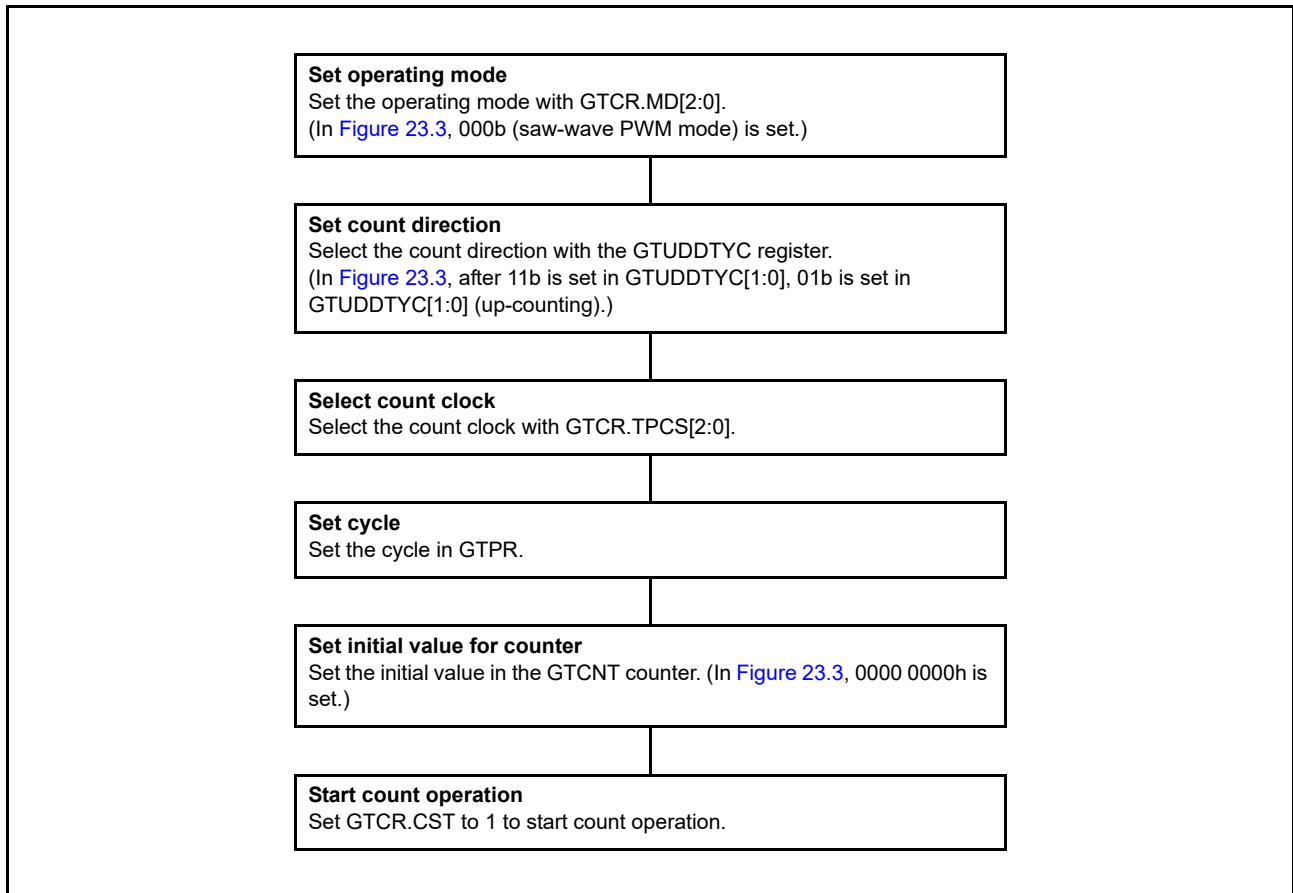 Set operating mode
Set the operating mode with GTCR.MD[2:0].
(In Figure 23.3, 000b (saw-wave PWM mode) is set.)
Set count direction
Select the count direction with the GTUDDTYC register.
(In Figure 23.3, after 11b is set in GTUDDTYC[1:0], 01b is set in
GTUDDTYC[1:0] (up-counting).)
Select count clock
Select the count clock with GTCR.TPCS[2:0].
Set cycle
Set the cycle in GTPR.
Set initial value for counter
Set the initial value in the GTCNT counter. (In Figure 23.3, 0000 0000h is
set.)
Start count operation
Set GTCR.CST to 1 to start count operation.